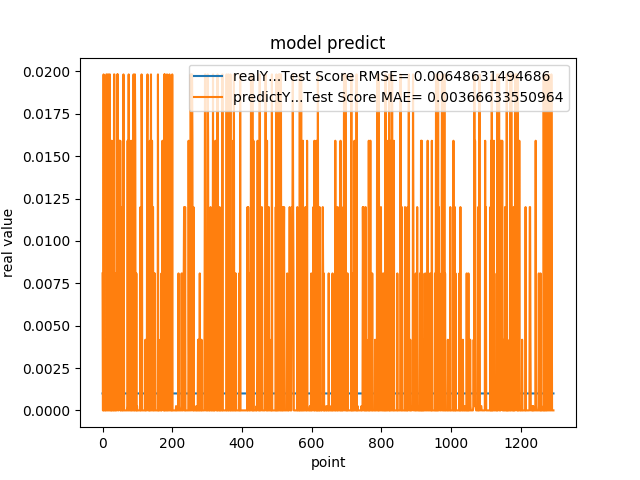 model predict
realY...Test Score RMSE= 0.00648631494686
predictY...Test Score MAE= 0.00366633550964
real value
0.0200
0.0175
0.0150
0.0125
0.0100
0.0075
0.0050
0.0025
0.0000
0 200 400 600 800 1000 1200
point